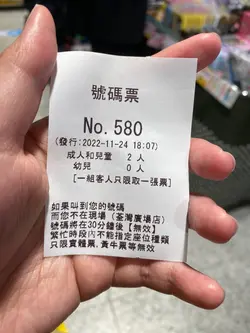 號碼票
No. 580
(發行:2022-11-24 18:07)
成人和兒童 2 人
幼兒 0 人
[一組客人只限取一張票]
如果叫到您的號碼
而您不在現場 (荃灣廣場店)
號碼將在30分鐘後【無效】
繁忙時段內不能指定座位種類
只限實體票、黃牛票等無效